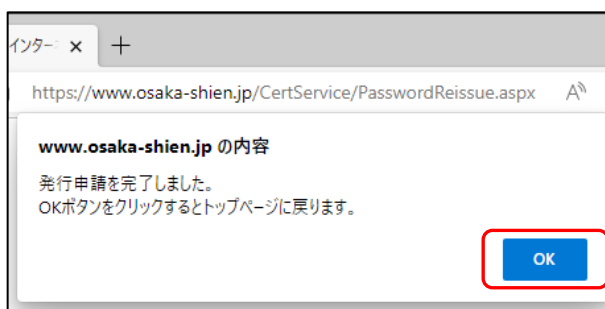 インター
https://www.osaka-shien.jp/CertService/PasswordReissue.aspx
www.osaka-shien.jp の内容
発行申請を完了しました。
OKボタンをクリックするとトップページに戻ります。
OK